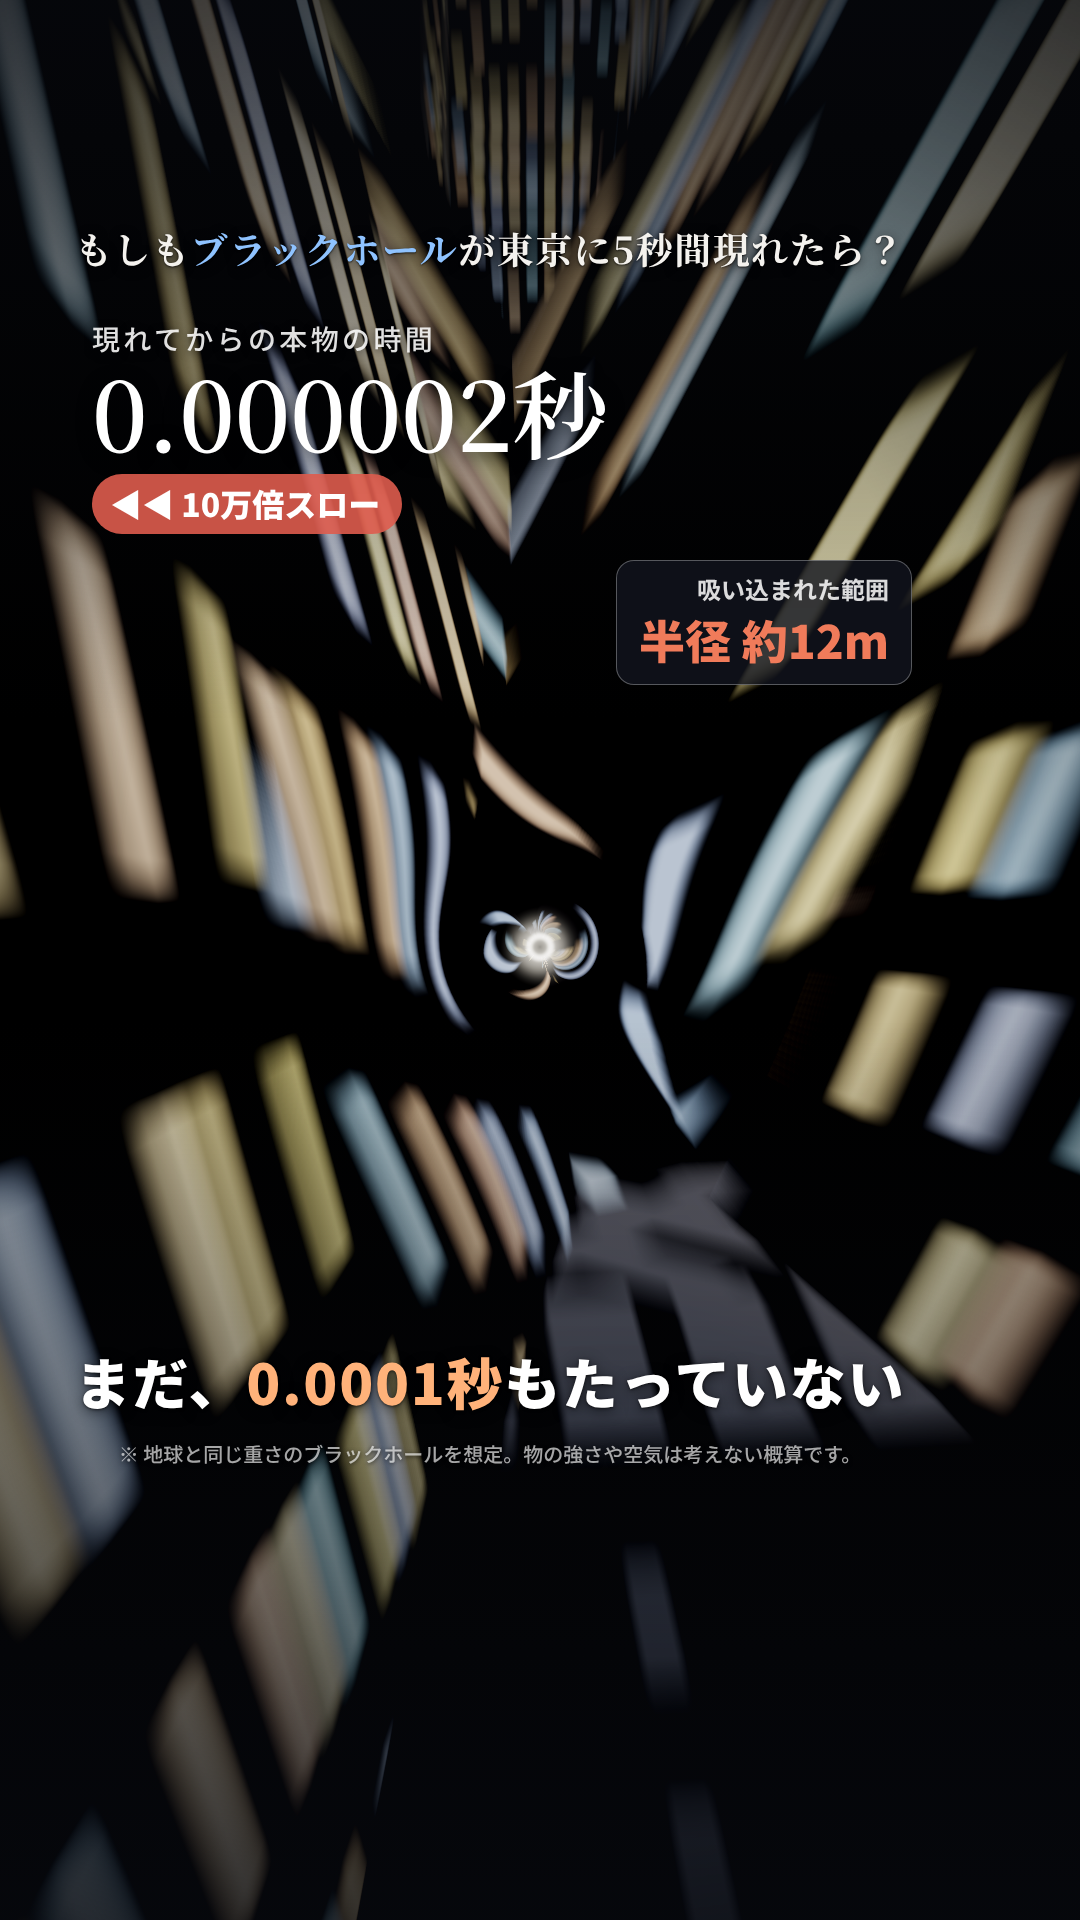 もしもブラックホールが東京に5秒間現れたら？
現れてからの本物の時間
0.000002秒
◀◀ 10万倍スロー
吸い込まれた範囲
半径 約12m
まだ、0.0001秒もたっていない
※ 地球と同じ重さのブラックホールを想定。物の強さや空気は考えない概算です。